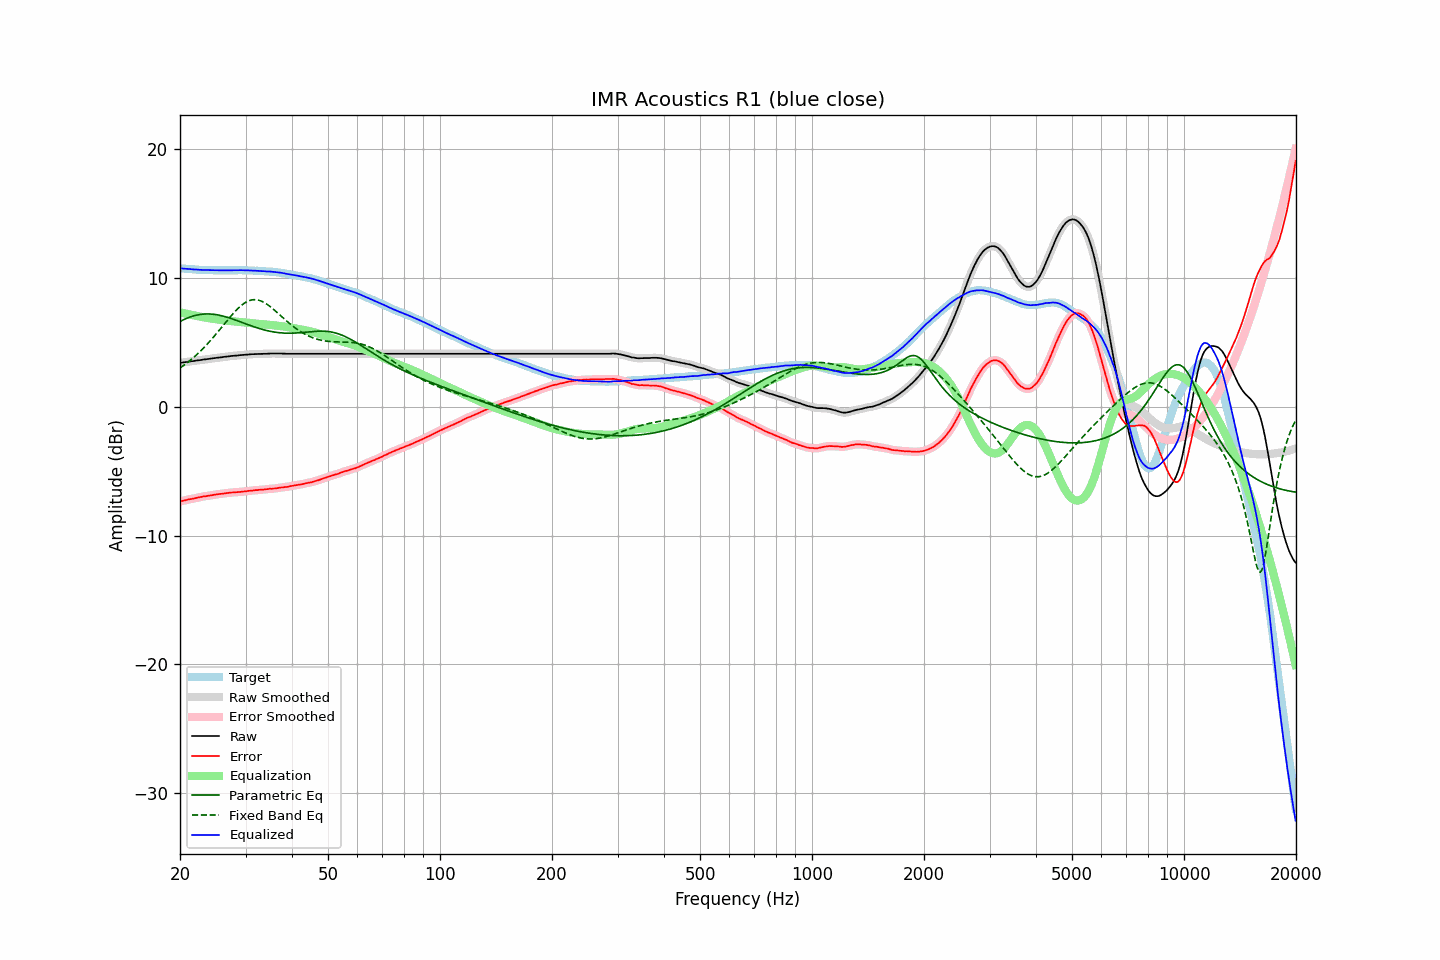 IMR Acoustics R1 (blue close)
20
10
0
−10
−20
−30
Amplitude (dBr)
Target
Raw Smoothed
Error Smoothed
Raw
Error
Equalization
Parametric Eq
Fixed Band Eq
Equalized
20 50 100 200 500 1000 2000 5000 10000 20000
Frequency (Hz)